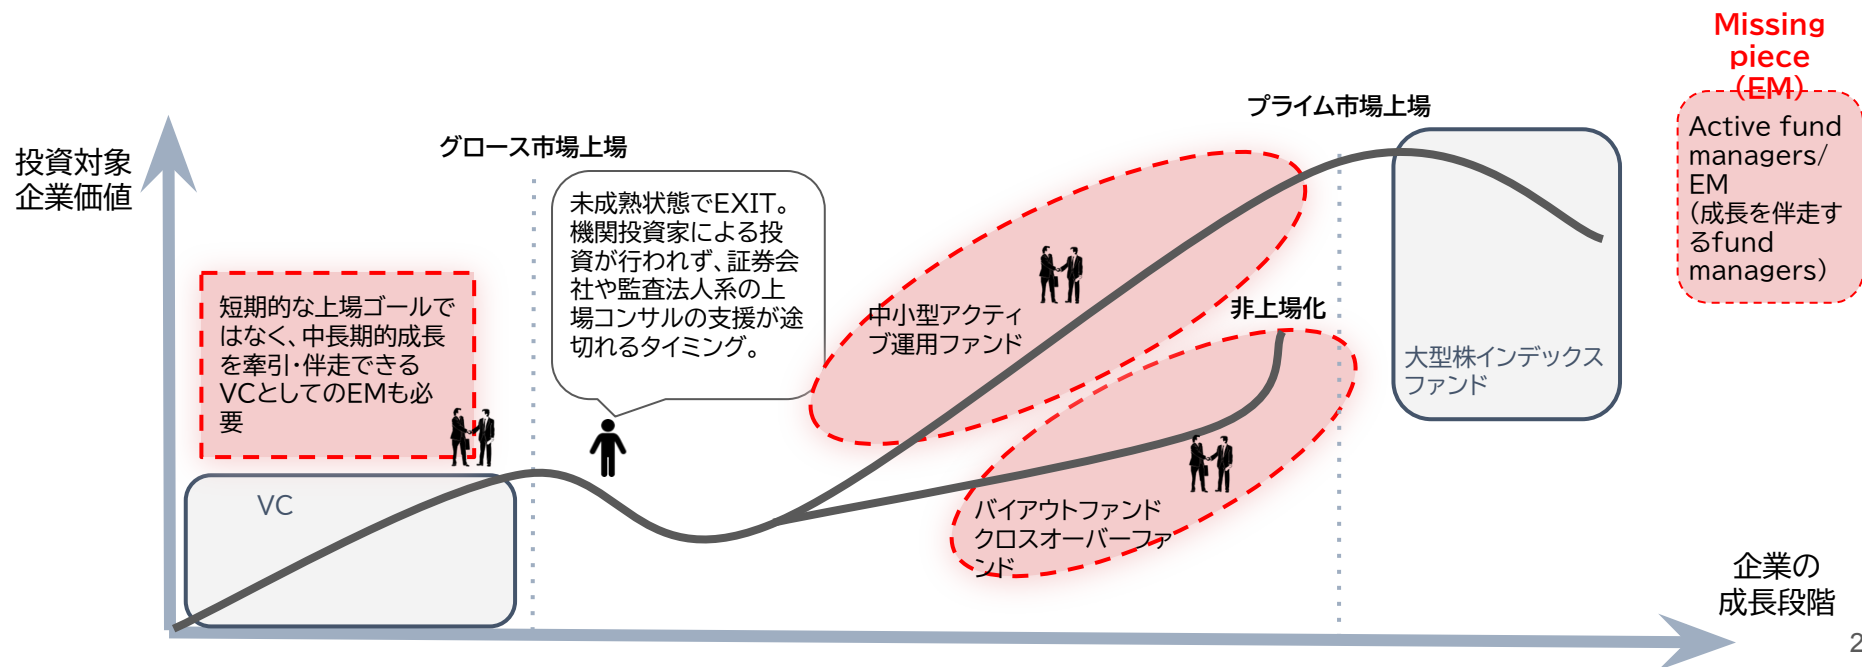 Missing
piece
（EM）
Active fund
managers/
EM
（成長を伴走す
るfund
managers）
プライム市場上場
グロース市場上場
投資対象
企業価値
未成熟状態でEXIT。
機関投資家による投
資が行われず、証券会
社や監査法人系の上
場コンサルの支援が途
切れるタイミング。
短期的な上場ゴールで
はなく、中長期的成長
を牽引・伴走できる
VCとしてのEMも必
要
中小型アクティ
ブ運用ファンド
非上場化
大型株インデックス
ファンド
VC
バイアウトファンド
クロスオーバーファ
ンド
企業の
成長段階
2